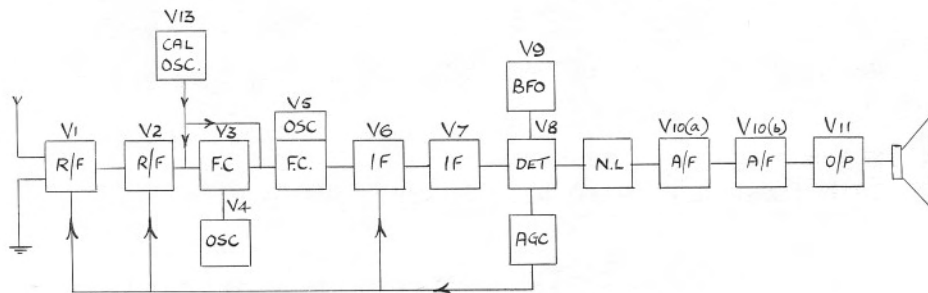 V13
CAL
OSC.
V9
BFO
V1
R/F
V2
R/F
V3
F.C
V4
OSC
V5
OSC
F.C.
V6
IF
V7
IF
V8
DET
AGC
N.L
V10(a)
A/F
V10(b)
A/F
V11
O/P